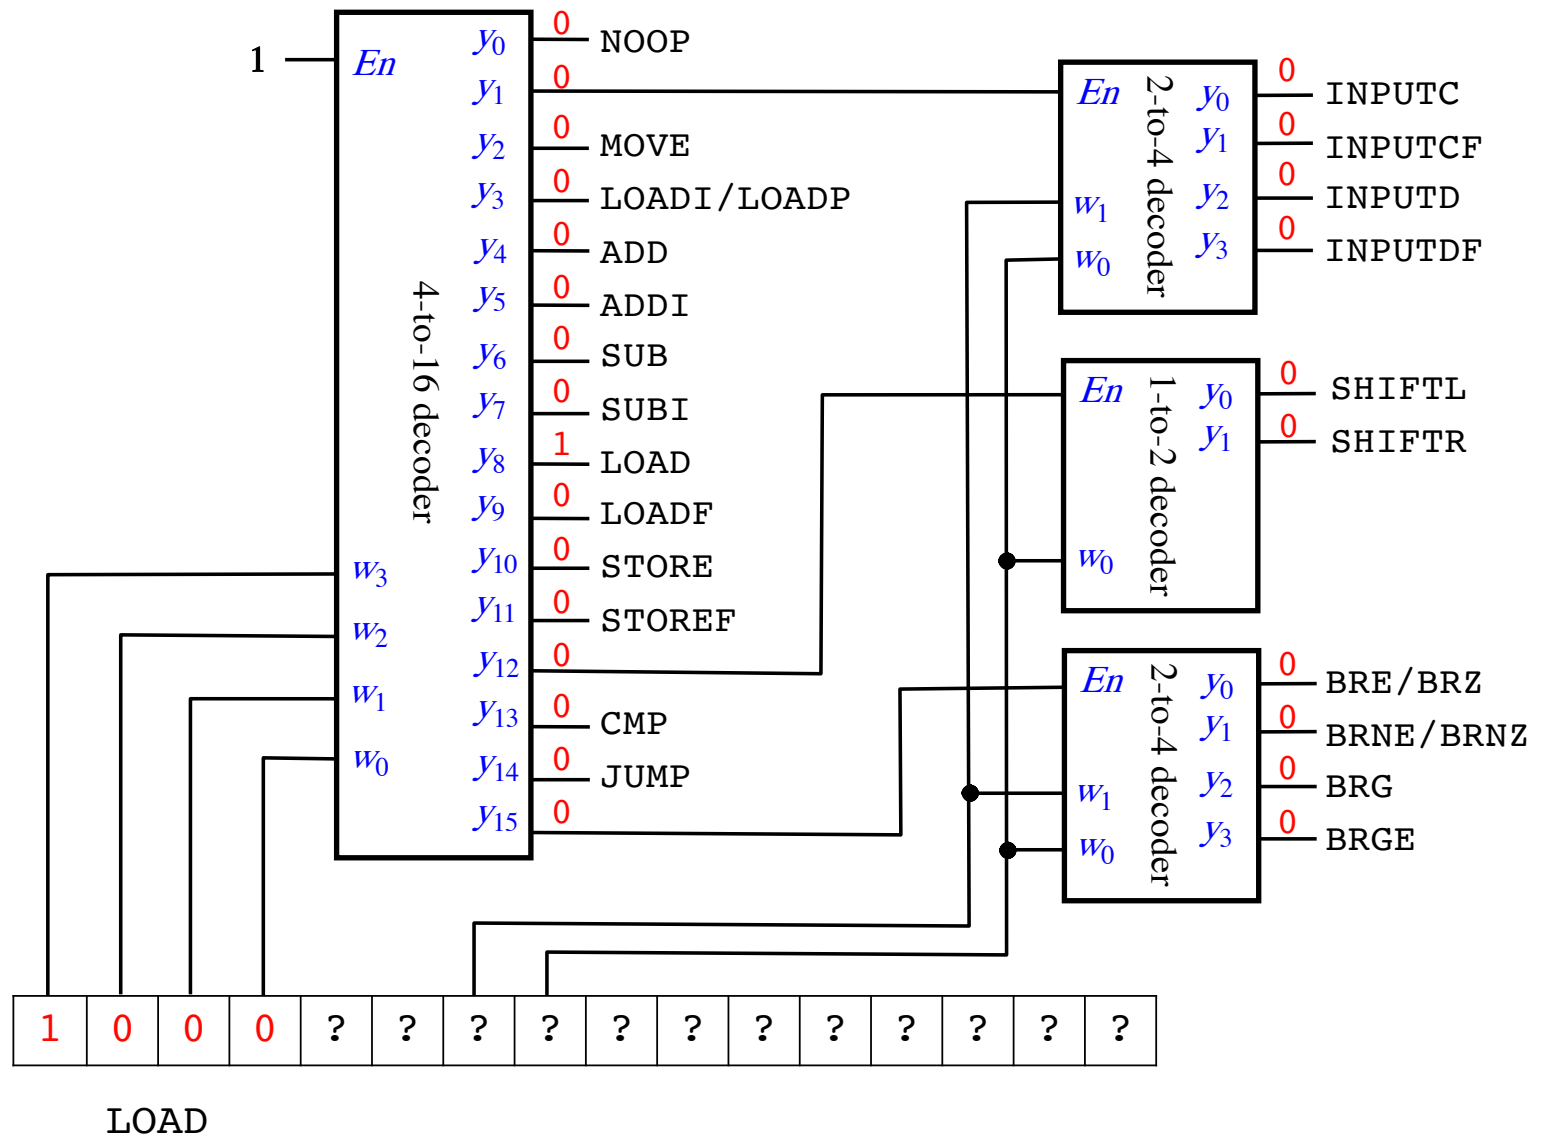 1
En
4-to-16 decoder
w3
w2
w1
w0
y0 0 NOOP
y1 0
y2 0 MOVE
y3 0 LOADI/LOADP
y4 0 ADD
y5 0 ADDI
y6 0 SUB
y7 0 SUBI
y8 1 LOAD
y9 0 LOADF
y10 0 STORE
y11 0 STOREF
y12 0
y13 0 CMP
y14 0 JUMP
y15 0
En
w1
w0
2-to-4 decoder
y0 0 INPUTC
y1 0 INPUTCF
y2 0 INPUTD
y3 0 INPUTDF
En
w0
1-to-2 decoder
y0 0 SHIFTL
y1 0 SHIFTR
En
w1
w0
2-to-4 decoder
y0 0 BRE/BRZ
y1 0 BRNE/BRNZ
y2 0 BRG
y3 0 BRGE
1 0 0 0 ? ? ? ? ? ? ? ? ? ? ? ?
LOAD